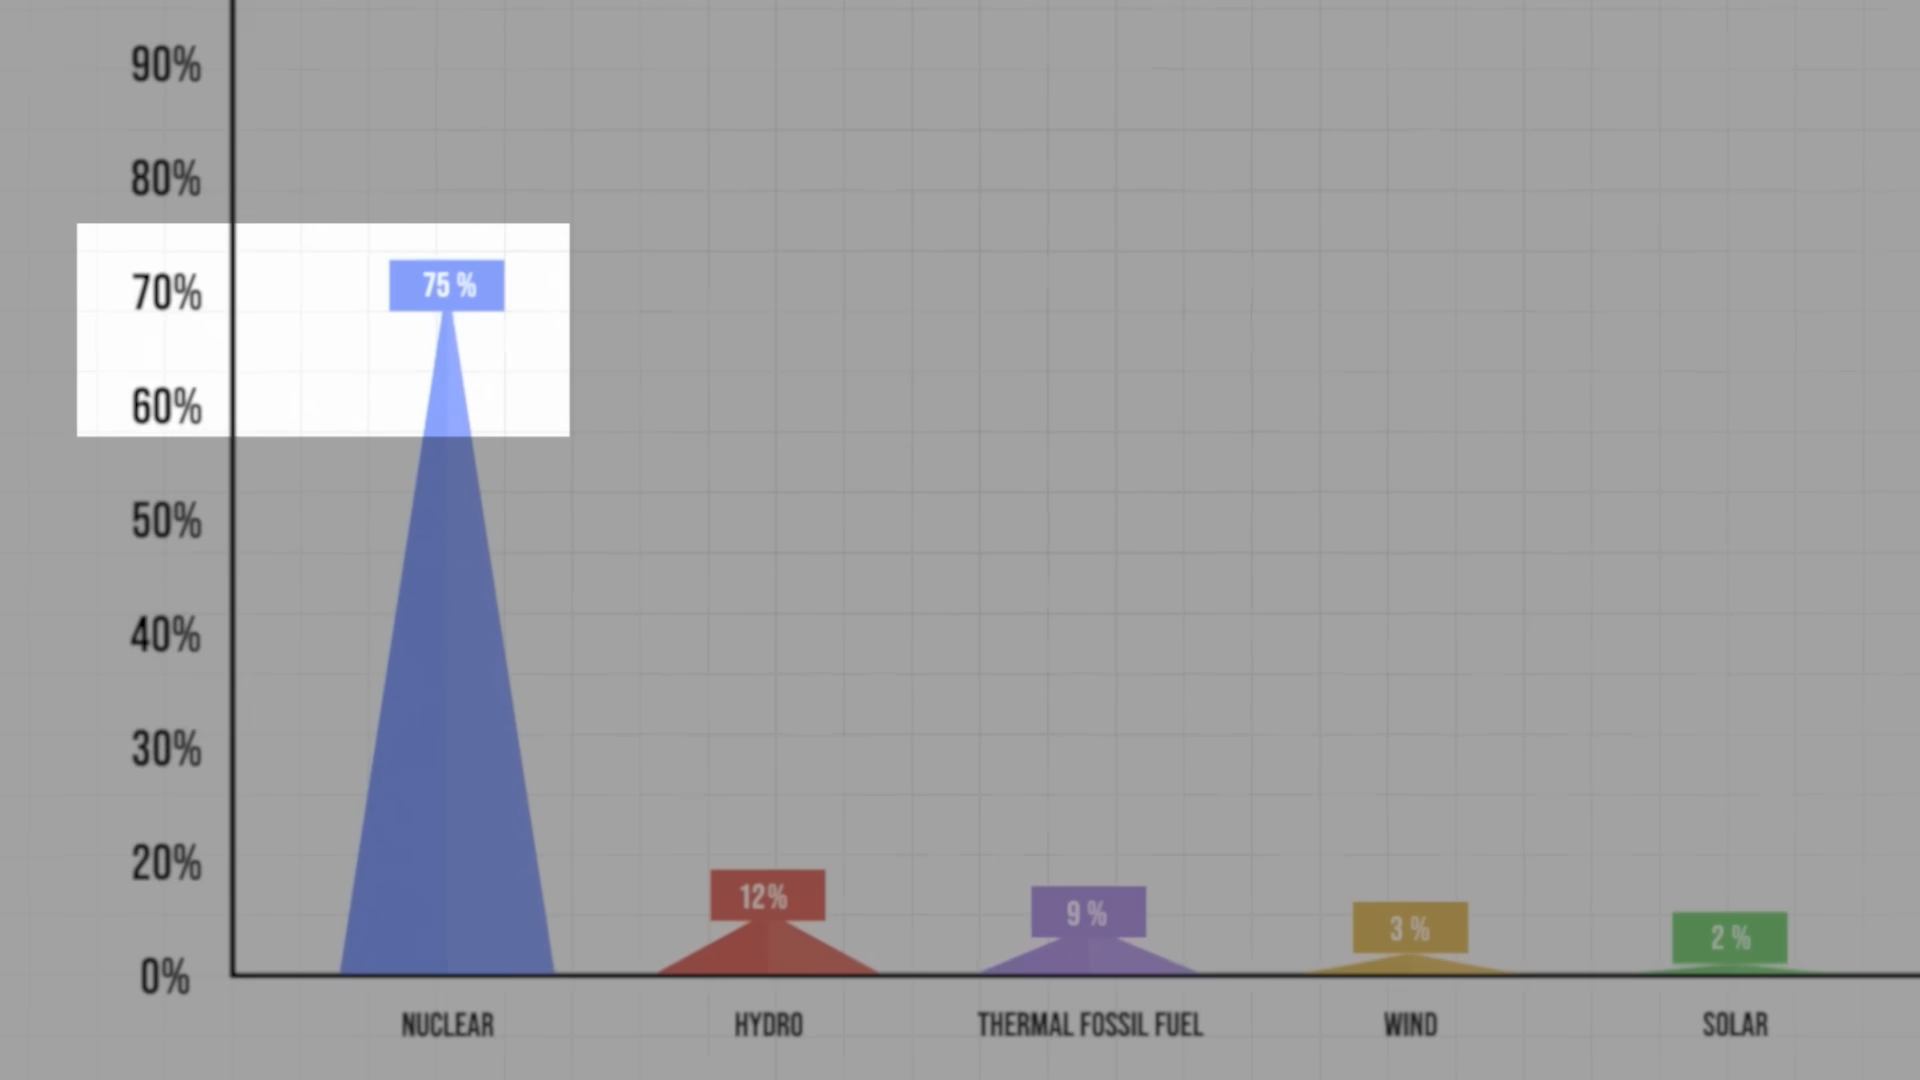 90%
80%
70%
60%
50%
40%
30%
20%
0%
75 %
12%
9 %
3 %
2 %
NUCLEAR
HYDRO
THERMAL FOSSIL FUEL
WIND
SOLAR